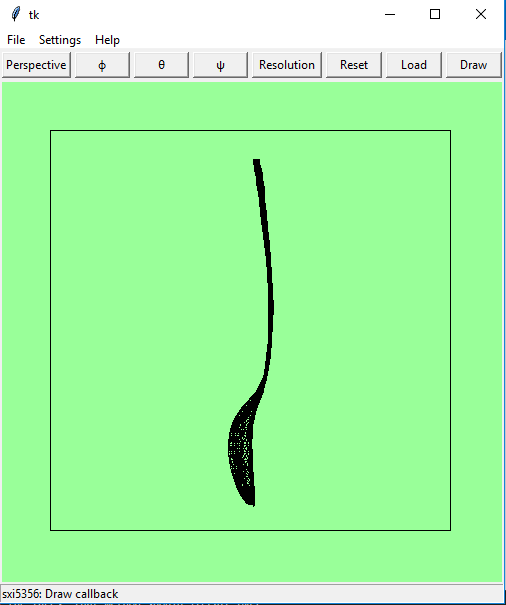 tk
File Settings Help
Perspective ϕ θ ψ Resolution Reset Load Draw
sxi5356: Draw callback